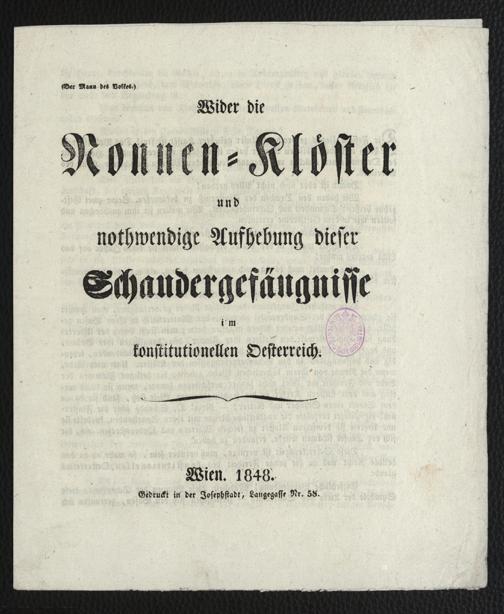 (Der Mann des Volkes.)
Wider die
Nonnen-Klöster
und
nothwendige Aufhebung dieser
Schaudergefängnisse
im
konstitutionellen Oesterreich.
Wien. 1848.
Gedruckt in der Josephstadt, Langegasse Nr. 58.